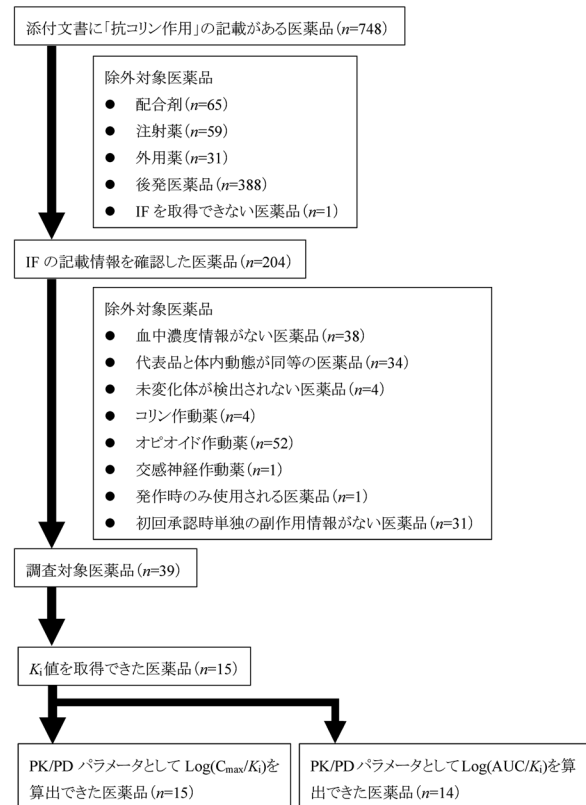 添付文書に「抗コリン作用」の記載がある医薬品(n=748)
除外対象医薬品
● 配合剤(n=65)
● 注射薬(n=59)
● 外用薬(n=31)
● 後発医薬品(n=388)
● IFを取得できない医薬品(n=1)
IFの記載情報を確認した医薬品(n=204)
除外対象医薬品
● 血中濃度情報がない医薬品(n=38)
● 代表品と体内動態が同等の医薬品(n=34)
● 未変化体が検出されない医薬品(n=4)
● コリン作動薬(n=4)
● オピオイド作動薬(n=52)
● 交感神経作動薬(n=1)
● 発作時のみ使用される医薬品(n=1)
● 初回承認時単独の副作用情報がない医薬品(n=31)
調査対象医薬品(n=39)
Ki値を取得できた医薬品(n=15)
PK/PDパラメータとしてLog(Cmax/Ki)を
算出できた医薬品(n=15)
PK/PDパラメータとしてLog(AUC/Ki)を算
出できた医薬品(n=14)